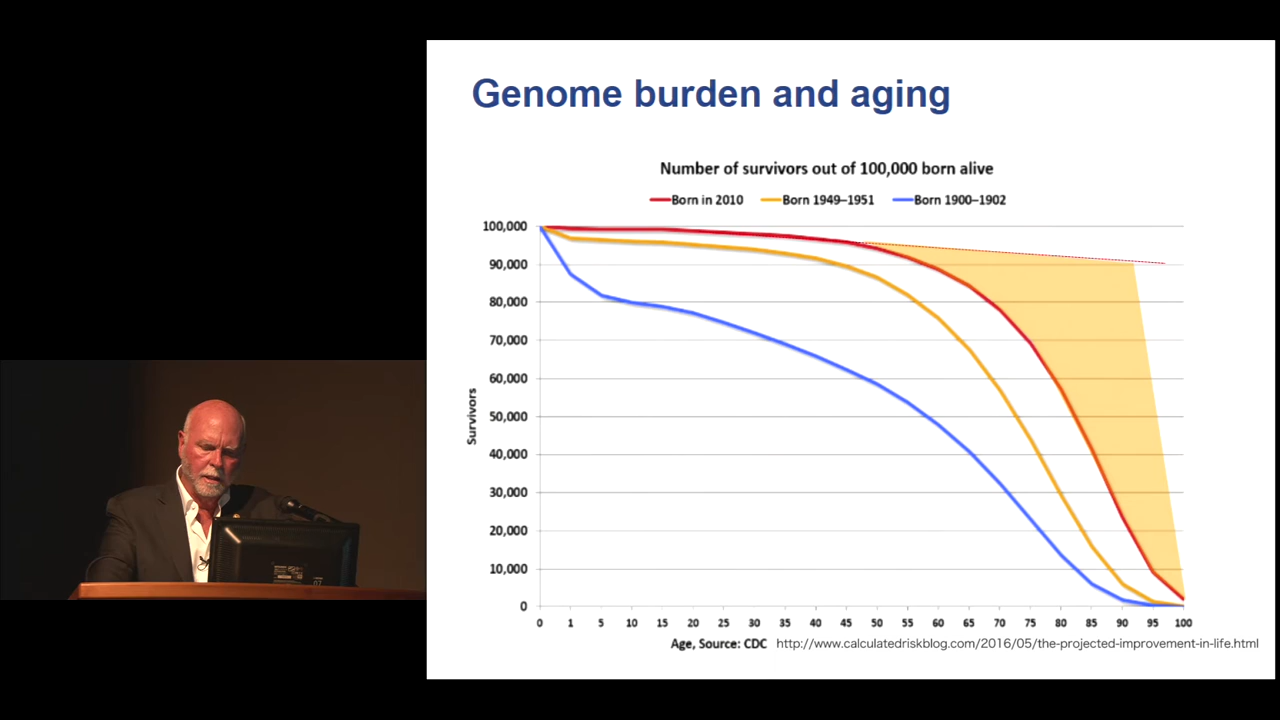 Genome burden and aging
Number of survivors out of 100,000 born alive
Born in 2010 Born 1949–1951 Born 1900–1902
100,000
90,000
80,000
70,000
60,000
50,000
40,000
30,000
20,000
10,000
0
Survivors
0 1 5 10 15 20 25 30 35 40 45 50 55 60 65 70 75 80 85 90 95 100
Age, Source: CDC http://www.calculatedriskblog.com/2016/05/the-projected-improvement-in-life.html
07